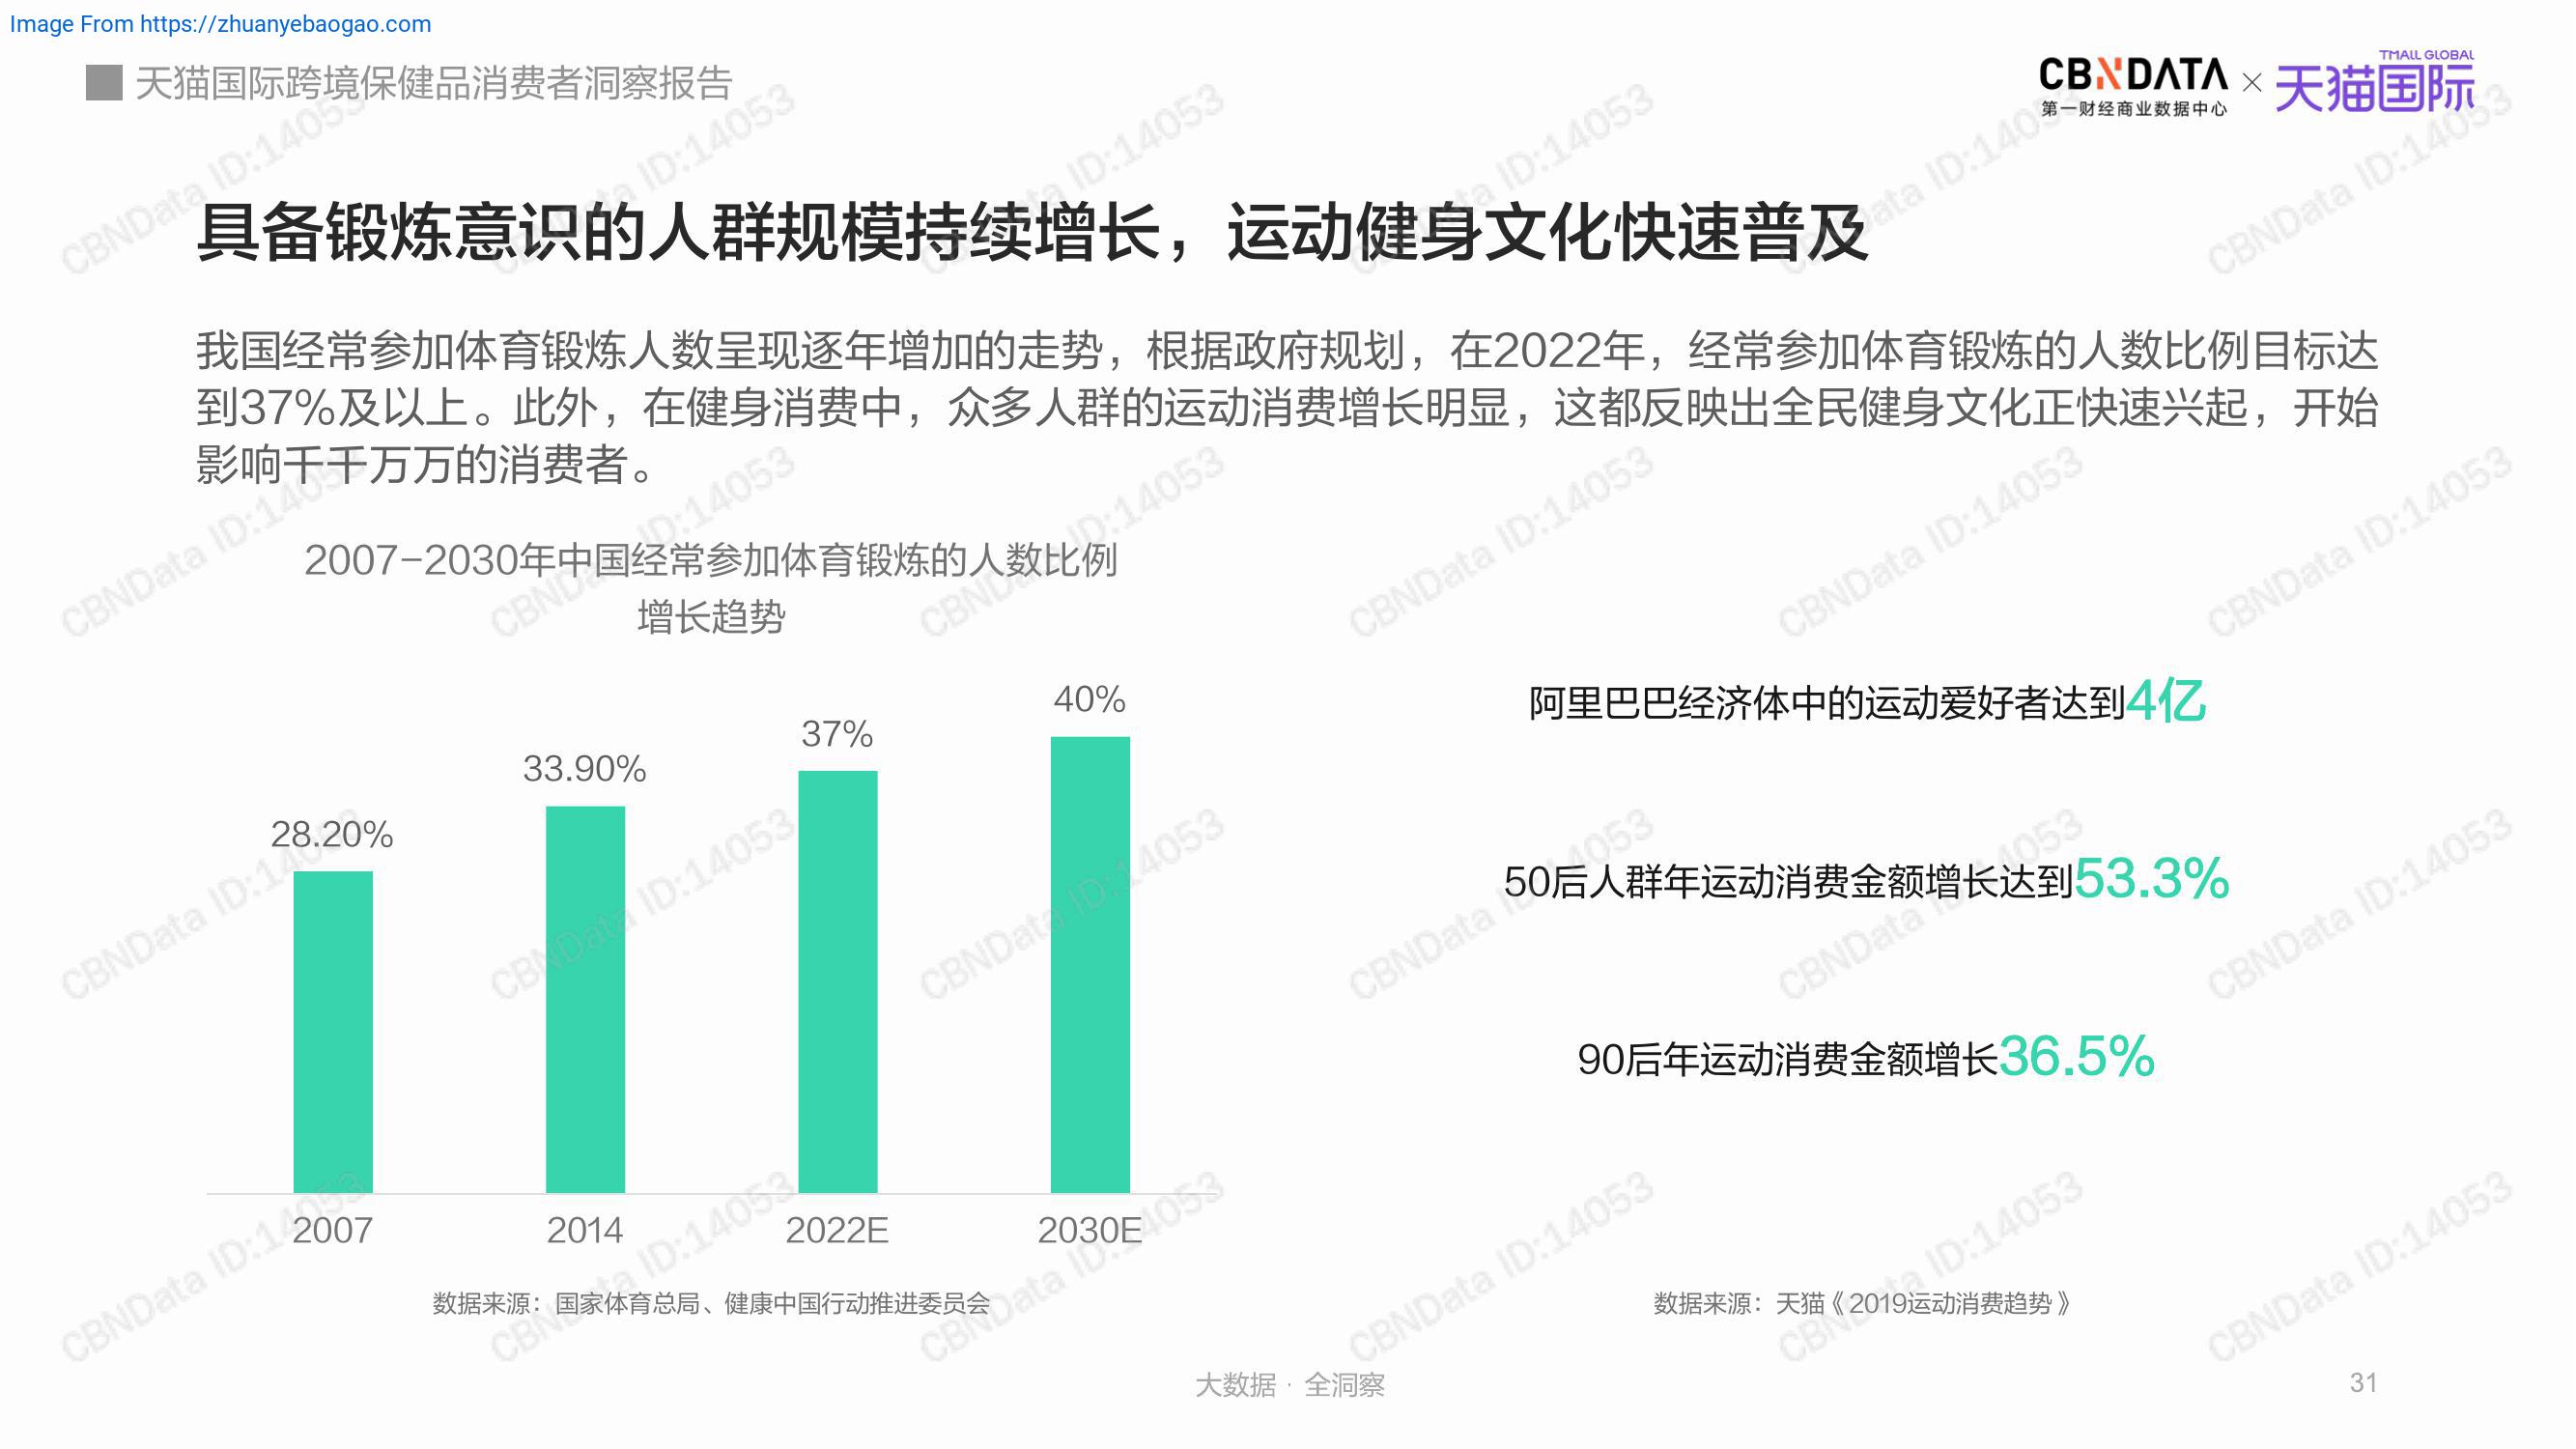 Image From https://zhuanyebaogao.com
天猫国际跨境保健品消费者洞察报告
CBNDATA
第一财经商业数据中心
×
TMALL GLOBAL
天猫国际
具备锻炼意识的人群规模持续增长，运动健身文化快速普及
我国经常参加体育锻炼人数呈现逐年增加的走势，根据政府规划，在2022年，经常参加体育锻炼的人数比例目标达
到37%及以上。此外，在健身消费中，众多人群的运动消费增长明显，这都反映出全民健身文化正快速兴起，开始
影响千千万万的消费者。
2007-2030年中国经常参加体育锻炼的人数比例
增长趋势
28.20%
33.90%
37%
40%
2007
2014
2022E
2030E
数据来源：国家体育总局、健康中国行动推进委员会
阿里巴巴经济体中的运动爱好者达到4亿
50后人群年运动消费金额增长达到53.3%
90后年运动消费金额增长36.5%
数据来源：天猫《2019运动消费趋势》
大数据 · 全洞察
31
CBNData ID:14053